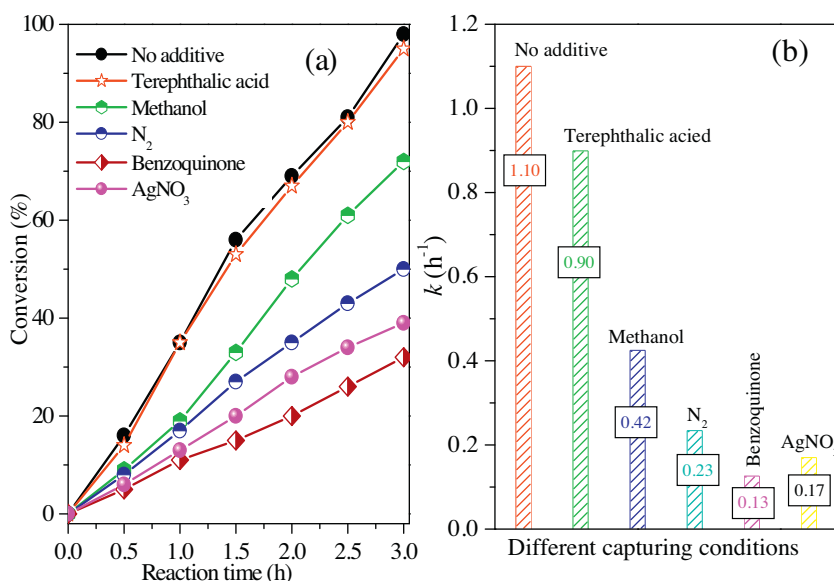 (a)
No additive
Terephthalic acid
Methanol
N2
Benzoquinone
AgNO3
100
80
60
40
20
0
Conversion (%)
0.0 0.5 1.0 1.5 2.0 2.5 3.0
Reaction time (h)
(b)
1.2
1.0
0.8
0.6
0.4
0.2
0.0
k (h-1)
No additive
1.10
Terephthalic acied
0.90
Methanol
0.42
N2
0.23
Benzoquinone
0.13
AgNO3
0.17
Different capturing conditions